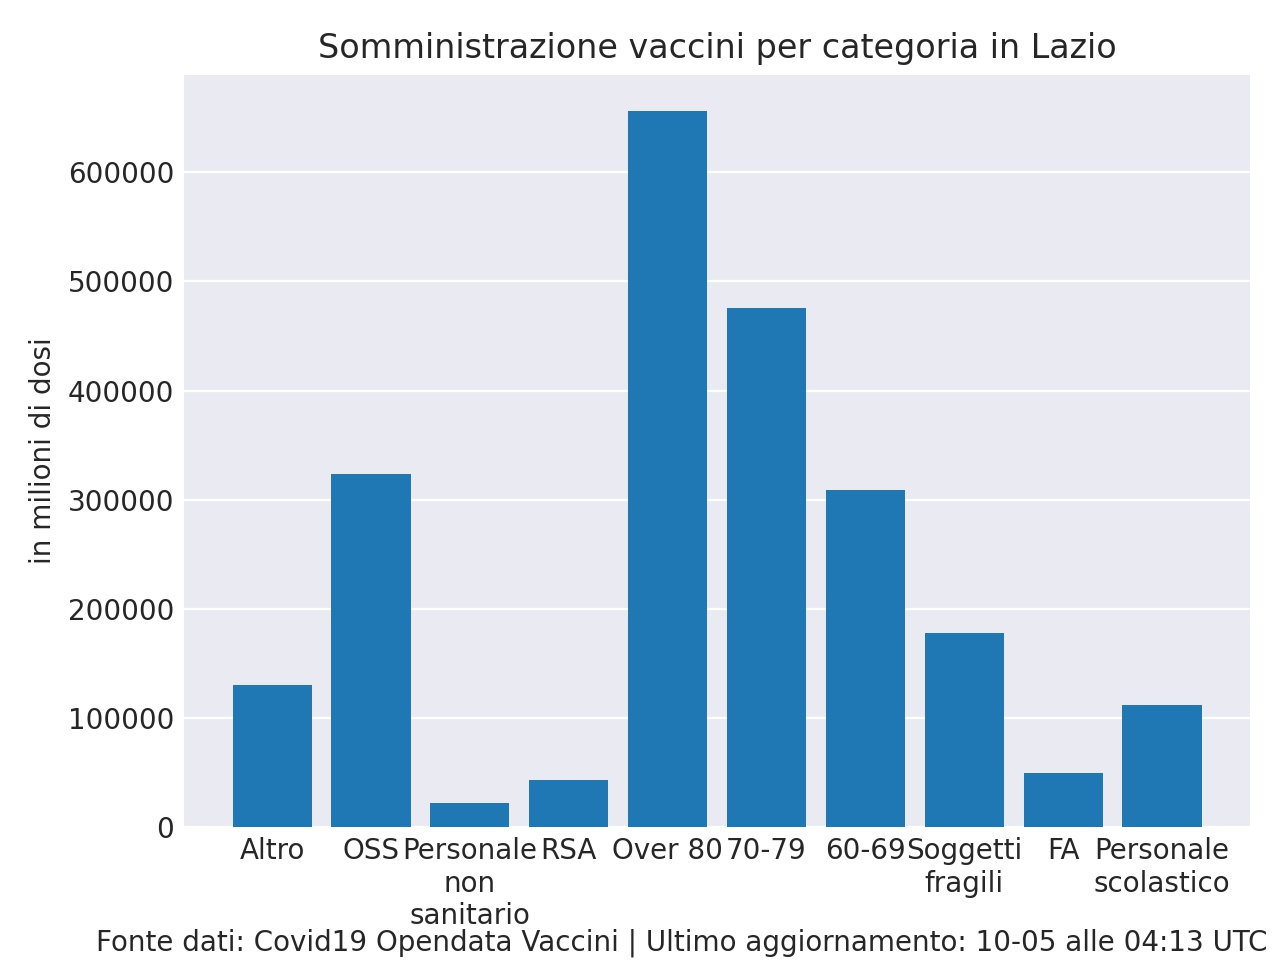 Somministrazione vaccini per categoria in Lazio
in milioni di dosi
600000
500000
400000
300000
200000
100000
0
Altro
OSS
Personale
non
sanitario
RSA
Over 80
70-79
60-69
Soggetti
fragili
FA
Personale
scolastico
Fonte dati: Covid19 Opendata Vaccini | Ultimo aggiornamento: 10-05 alle 04:13 UTC